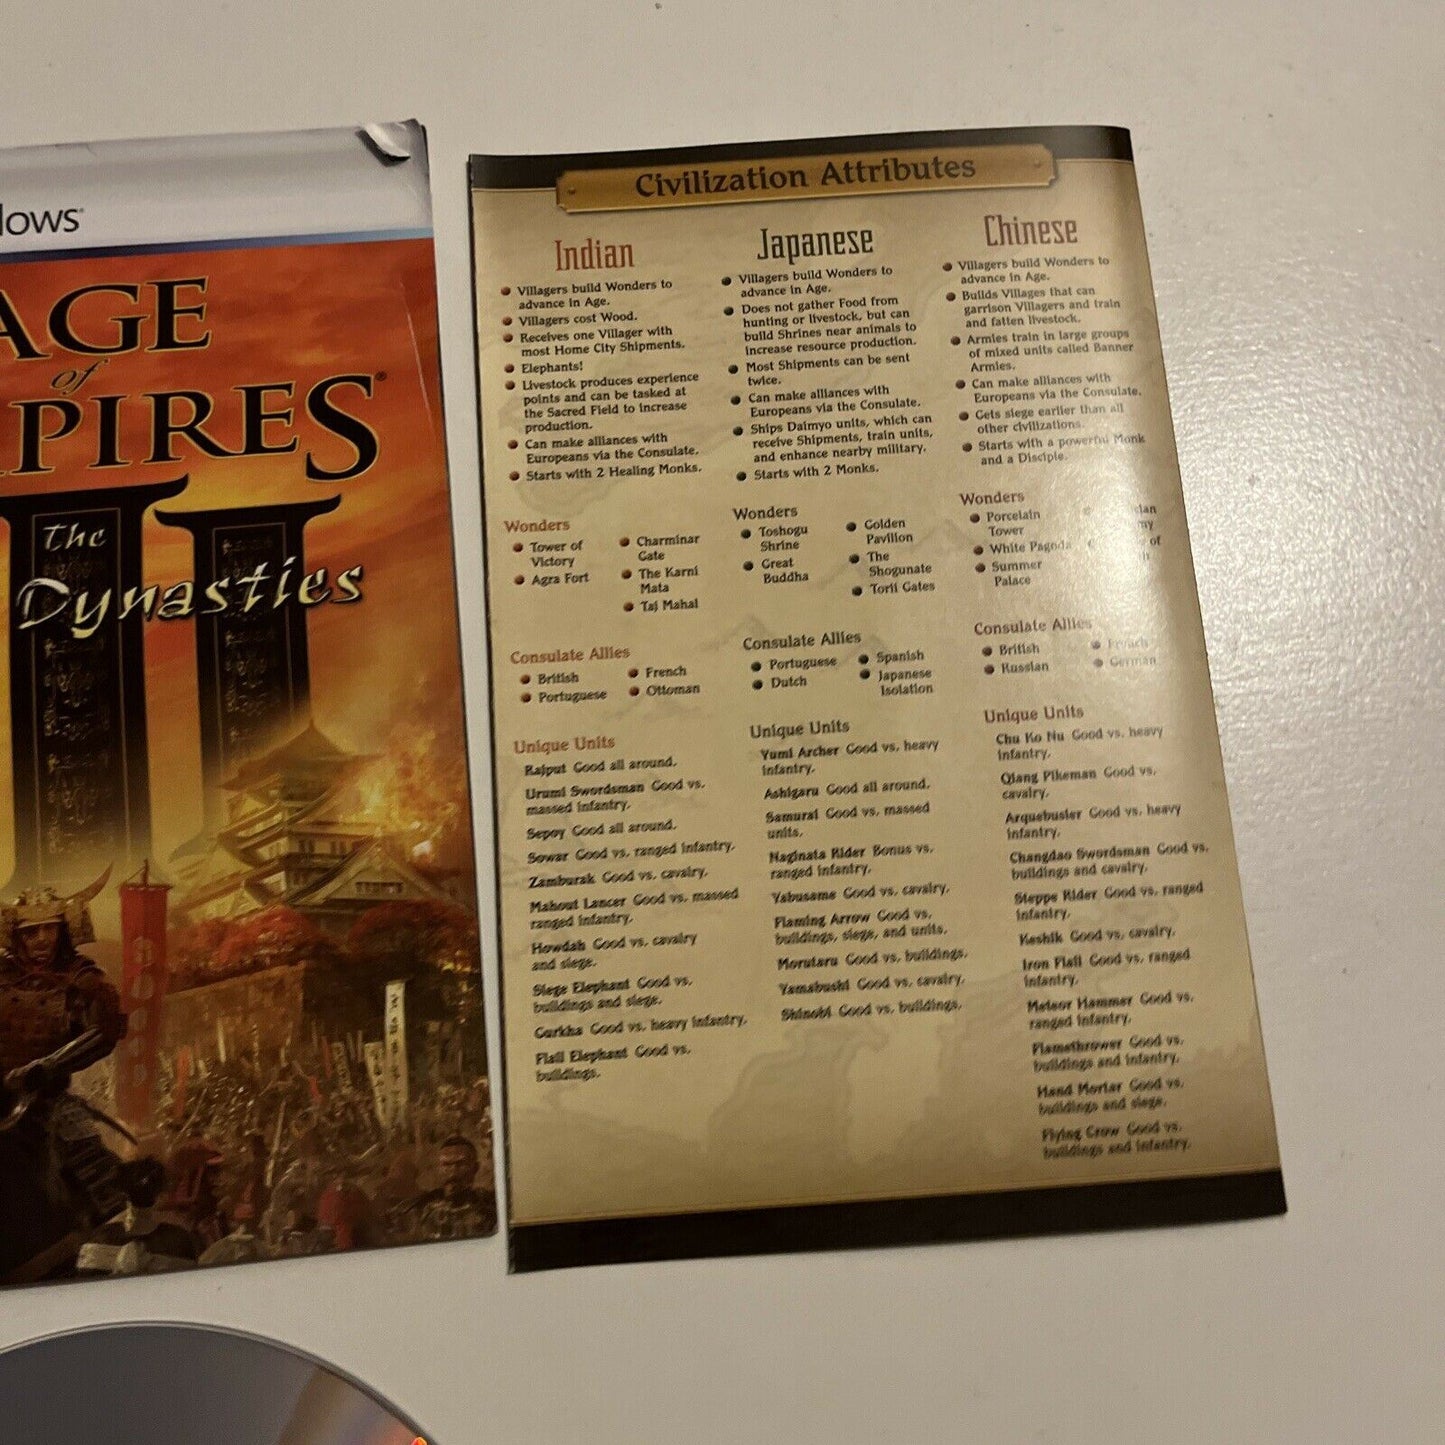 dows
AGE
of
PIRES®
The
Dynasties
Civilization Attributes
Indian
Villagers build Wonders to
advance in Age.
Villagers cost Wood.
Receives one Villager with
most Home City Shipments.
Elephants!
Livestock produces experience
points and can be tasked at
the Sacred Field to increase
production.
Can make alliances with
Europeans via the Consulate.
Starts with 2 Healing Monks.
Wonders
Tower of
Victory
Agra Fort
Charminar
Gate
The Karni
Mata
Taj Mahal
Consulate Allies
British
Portuguese
French
Ottoman
Unique Units
Rajput Good all around.
Urumi Swordsman Good vs.
massed infantry.
Sepoy Good all around.
Sowar Good vs. ranged infantry.
Zamburak Good vs. cavalry.
Mahout Lancer Good vs. massed
ranged infantry.
Howdah Good vs. cavalry
and siege.
Siege Elephant Good vs.
buildings and siege.
Gurkha Good vs. heavy infantry.
Flail Elephant Good vs.
buildings.
Japanese
Villagers build Wonders to
advance in Age.
Does not gather Food from
hunting or livestock, but can
build Shrines near animals to
increase resource production.
Most Shipments can be sent
twice.
Can make alliances with
Europeans via the Consulate.
Ships Daimyo units, which can
receive Shipments, train units,
and enhance nearby military.
Starts with 2 Monks.
Wonders
Toshogu
Shrine
Great
Buddha
Golden
Pavilion
The
Shogunate
Torii Gates
Consulate Allies
Portuguese
Dutch
Spanish
Japanese
Isolation
Unique Units
Yumi Archer Good vs. heavy
infantry.
Ashigaru Good all around.
Samurai Good vs. massed
units.
Naginata Rider Bonus vs.
ranged infantry.
Yabusame Good vs. cavalry.
Flaming Arrow Good vs.
buildings, siege, and units.
Morutaru Good vs. buildings.
Yamabushi Good vs. cavalry.
Shinobi Good vs. buildings.
Chinese
Villagers build Wonders to
advance in Age.
Builds Villages that can
garrison Villagers and train
and fatten livestock.
Armies train in large groups
of mixed units called Banner
Armies.
Can make alliances with
Europeans via the Consulate.
Gets siege earlier than all
other civilizations.
Starts with a powerful Monk
and a Disciple.
Wonders
Porcelain
Tower
White Pagoda
Summer
Palace
of
Consulate Allies
British
Russian
French
German
Unique Units
Chu Ko Nu Good vs. heavy
infantry.
Qiang Pikeman Good vs.
cavalry.
Arquebusier Good vs. heavy
infantry.
Changdao Swordsman Good vs.
buildings and cavalry.
Steppe Rider Good vs. ranged
infantry.
Keshik Good vs. cavalry.
Iron Flail Good vs. ranged
infantry.
Meteor Hammer Good vs.
ranged infantry.
Flamethrower Good vs.
buildings and infantry.
Hand Mortar Good vs.
buildings and siege.
Flying Crow Good vs.
buildings and infantry.